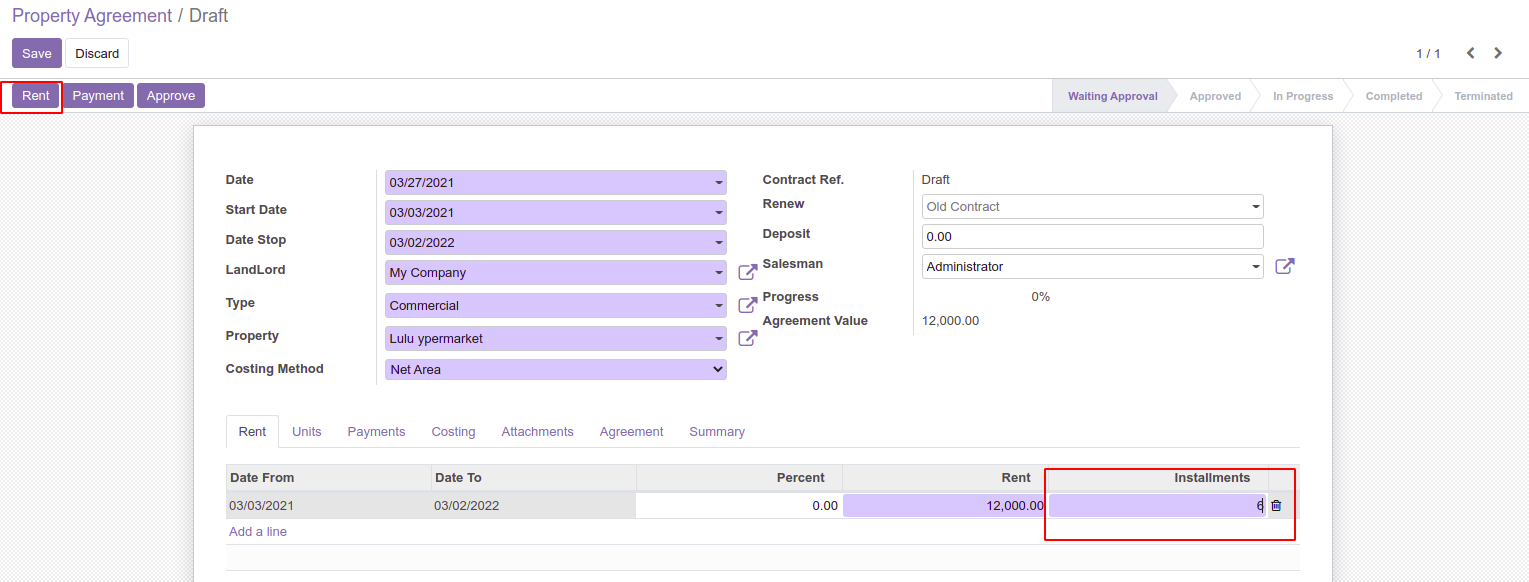 Property Agreement / Draft
Save Discard 1 / 1
Rent Payment Approve Waiting Approval Approved In Progress Completed Terminated
Date 03/27/2021 Contract Ref. Draft
Start Date 03/03/2021 Renew Old Contract
Date Stop 03/02/2022 Deposit 0.00
LandLord My Company Salesman Administrator
Type Commercial Progress 0%
Property Lulu ypermarket Agreement Value 12,000.00
Costing Method Net Area
Rent Units Payments Costing Attachments Agreement Summary
Date From Date To Percent Rent Installments
03/03/2021 03/02/2022 0.00 12,000.00 6
Add a line